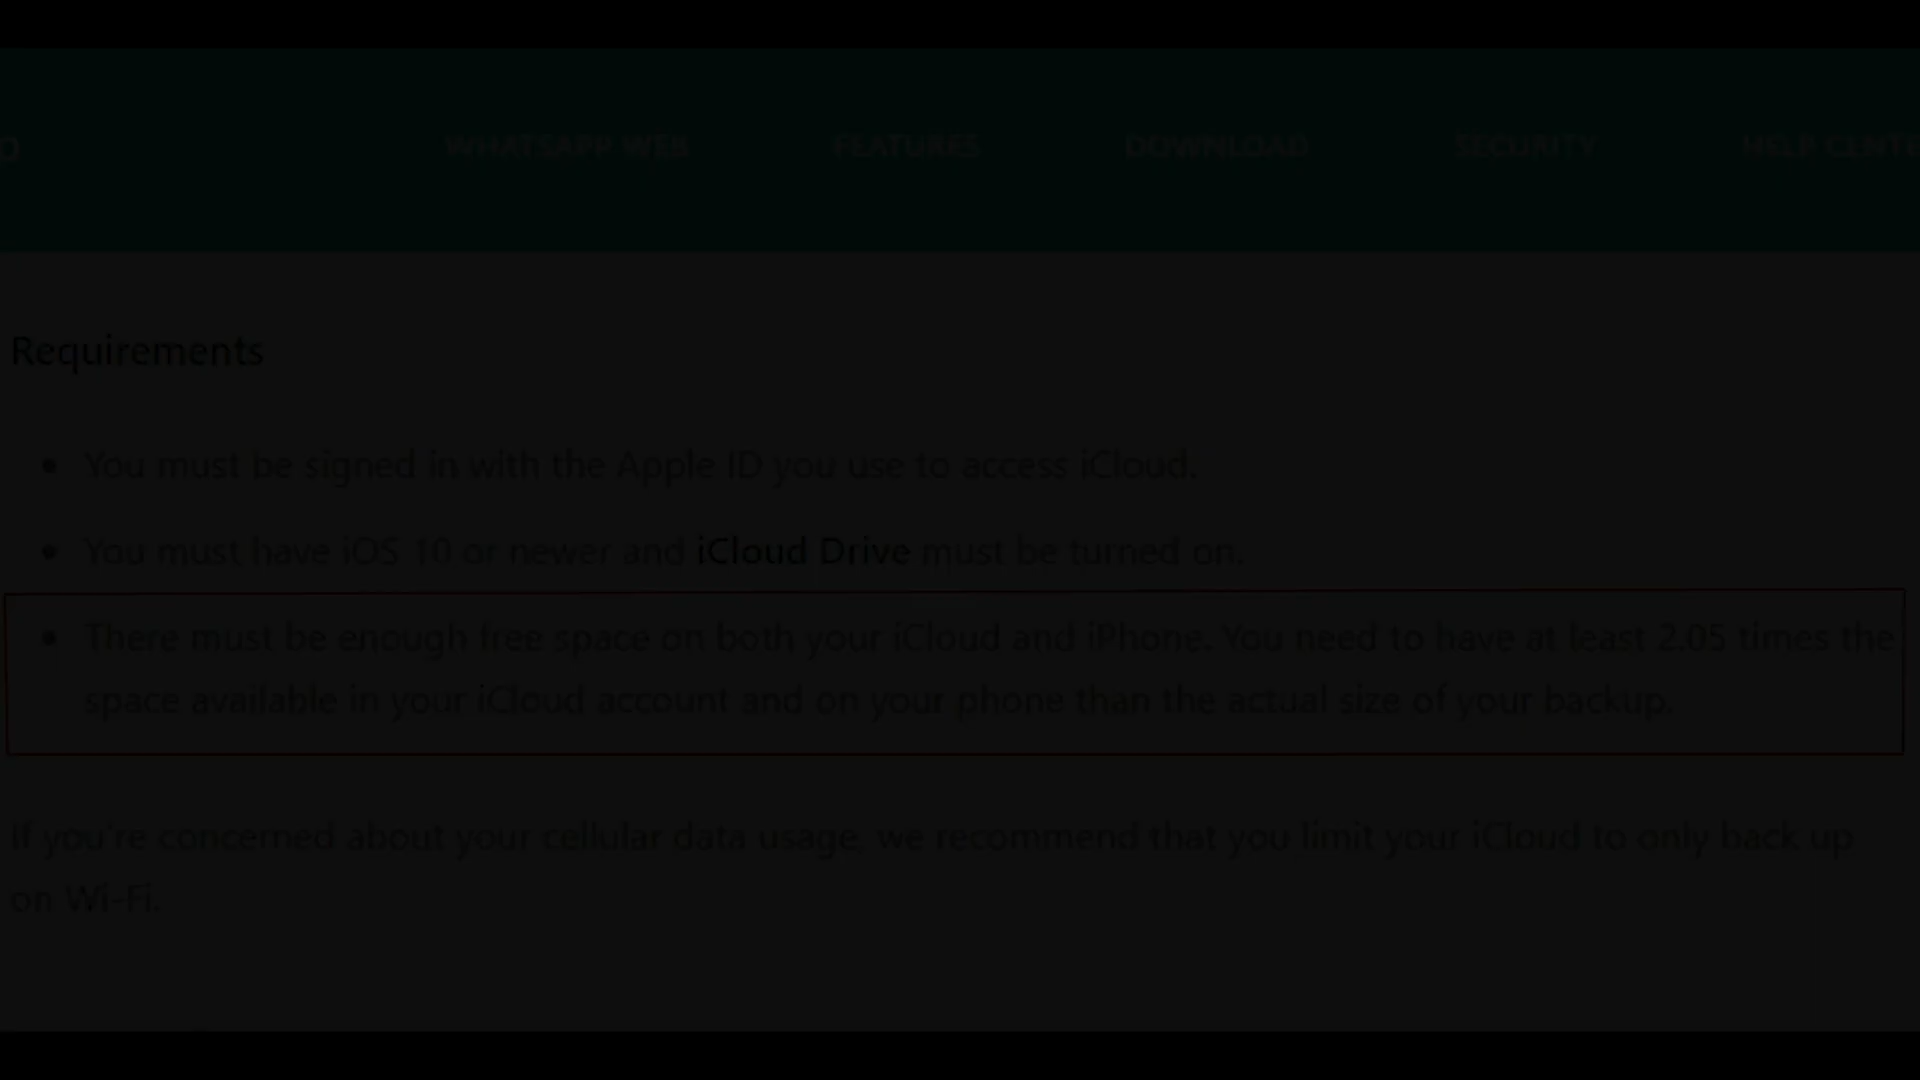 p
WHATSAPP WEB FEATURES DOWNLOAD SECURITY HELP CENTE
Requirements
• You must be signed in with the Apple ID you use to access iCloud.
• You must have iOS 10 or newer and iCloud Drive must be turned on.
• There must be enough free space on both your iCloud and iPhone. You need to have at least 2.05 times the
space available in your iCloud account and on your phone than the actual size of your backup.
If you're concerned about your cellular data usage, we recommend that you limit your iCloud to only back up
on Wi-Fi.